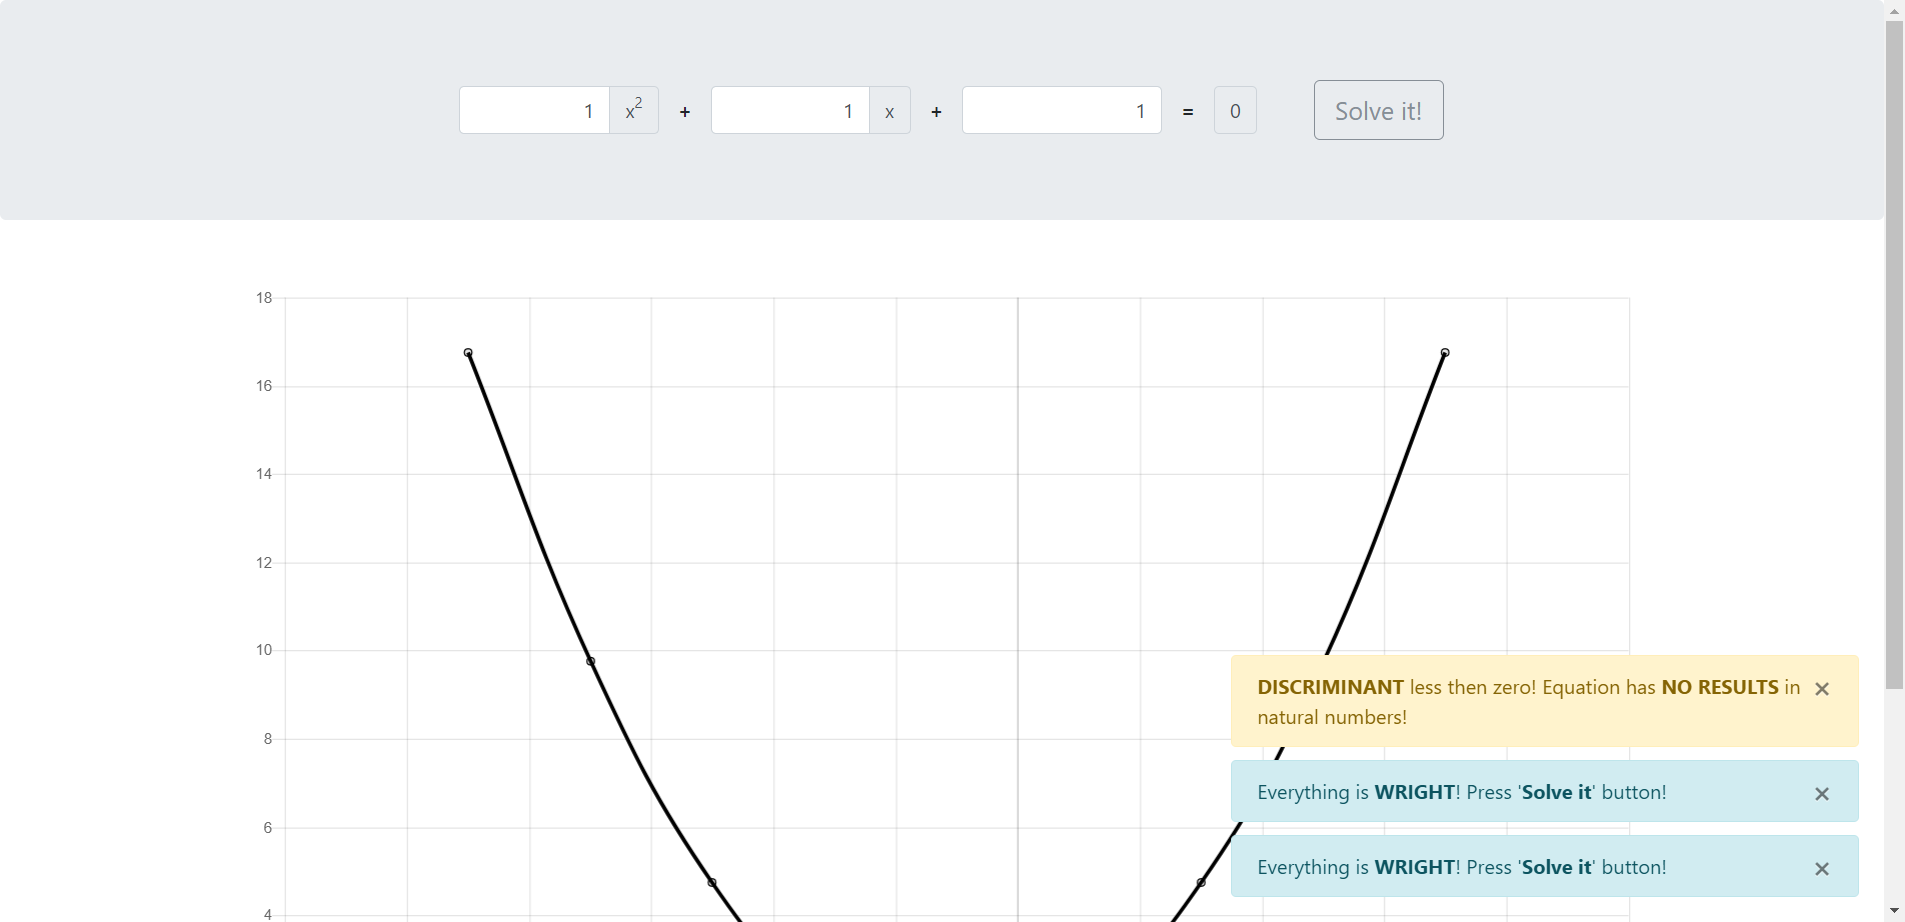 1 x2 + 1 x + 1 = 0 Solve it!
18
16
14
12
10
8
6
4
DISCRIMINANT less then zero! Equation has NO RESULTS in ×
natural numbers!
Everything is WRIGHT! Press 'Solve it' button! ×
Everything is WRIGHT! Press 'Solve it' button! ×